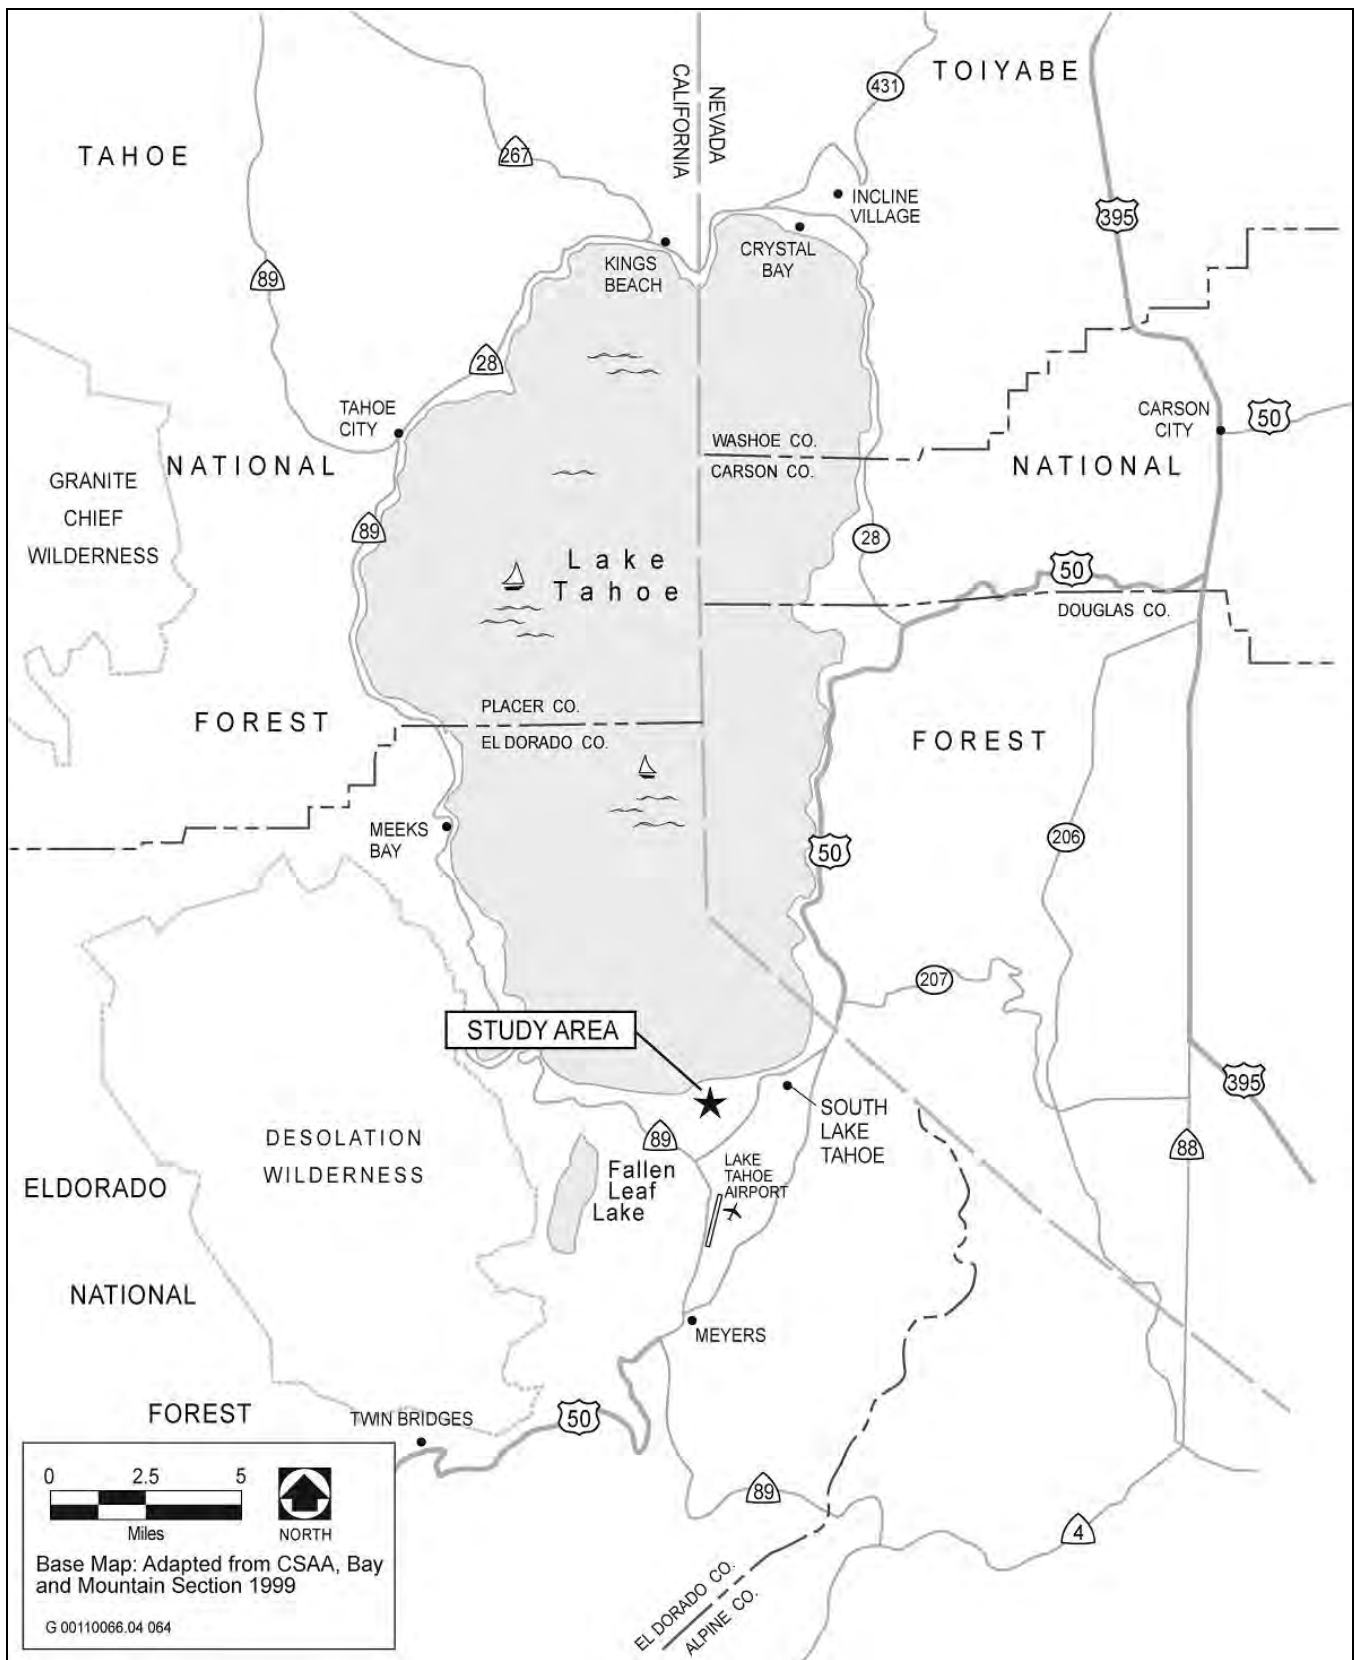 TOIYABE
CALIFORNIA
NEVADA
431
267
TAHOE
INCLINE
VILLAGE
395
CRYSTAL
BAY
KINGS
BEACH
89
28
TAHOE
CITY
CARSON
CITY
50
WASHOE CO.
CARSON CO.
NATIONAL
NATIONAL
GRANITE
CHIEF
WILDERNESS
89
28
Lake
Tahoe
50
DOUGLAS CO.
PLACER CO.
EL DORADO CO.
FOREST
FOREST
MEEKS
BAY
50
206
207
STUDY AREA
395
SOUTH
LAKE
TAHOE
89
88
DESOLATION
WILDERNESS
Fallen
Leaf
Lake
LAKE
TAHOE
AIRPORT
ELDORADO
NATIONAL
FOREST
MEYERS
TWIN BRIDGES
50
89
4
EL DORADO CO.
ALPINE CO.
0 2.5 5
Miles
NORTH
Base Map: Adapted from CSAA, Bay
and Mountain Section 1999
G 00110066.04 064